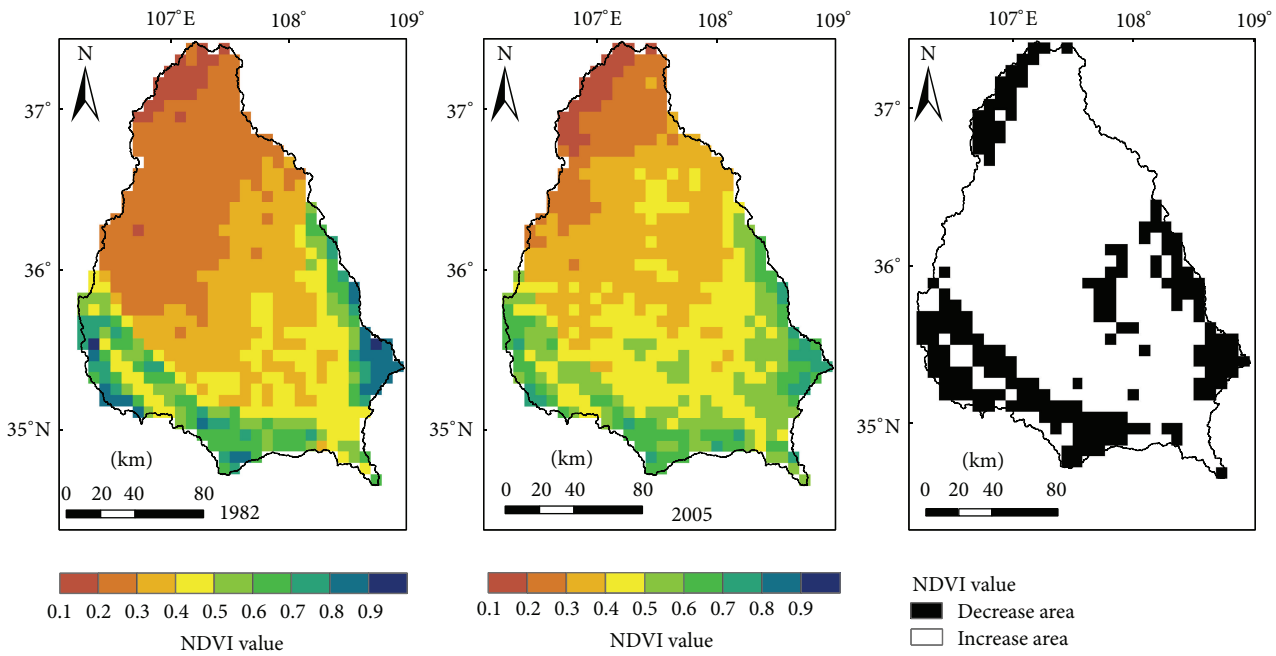 107°E 108° 109°
N
37°
36°
35°N
(km)
0 20 40 80
1982
0.1 0.2 0.3 0.4 0.5 0.6 0.7 0.8 0.9
NDVI value
107°E 108° 109°
N
37°
36°
35°N
(km)
0 20 40 80
2005
0.1 0.2 0.3 0.4 0.5 0.6 0.7 0.8 0.9
NDVI value
107°E 108° 109°
N
37°
36°
35°N
(km)
0 20 40 80
NDVI value
Decrease area
Increase area